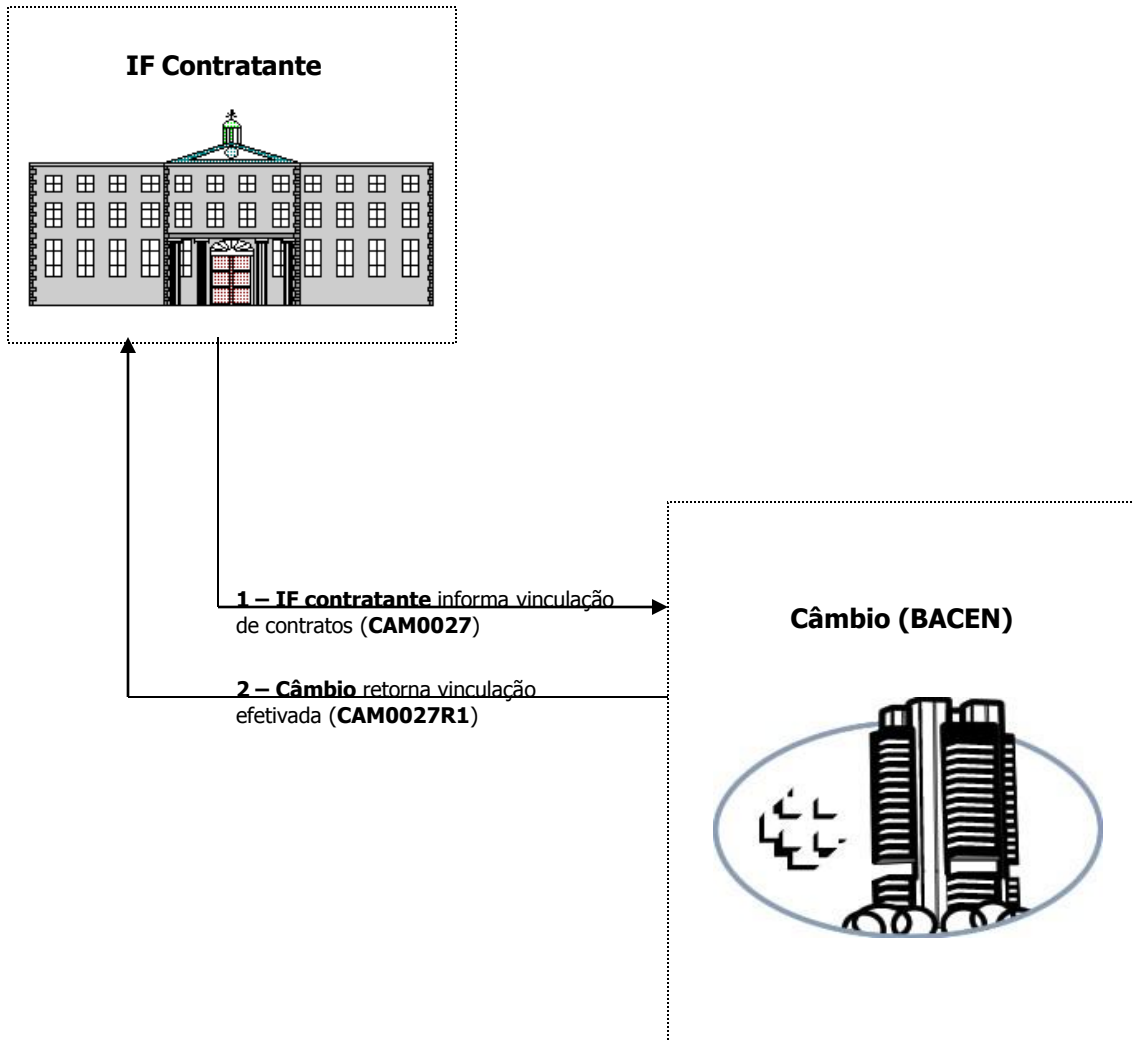 IF Contratante
1 – IF contratante informa vinculação
de contratos (CAM0027)
Câmbio (BACEN)
2 – Câmbio retorna vinculação
efetivada (CAM0027R1)